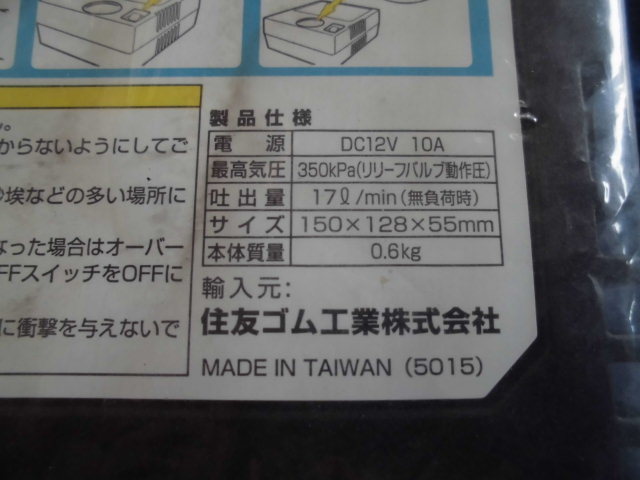 ん。
からないようにしてご
埃などの多い場所に
なった場合はオーバー
FFスイッチをOFFに
に衝撃を与えないで
製品仕様
電源 DC12V 10A
最高気圧 350kPa(リリーフバルブ動作圧)
吐出量 17ℓ/min(無負荷時)
サイズ 150×128×55mm
本体質量 0.6kg
輸入元:
住友ゴム工業株式会社
MADE IN TAIWAN (5015)